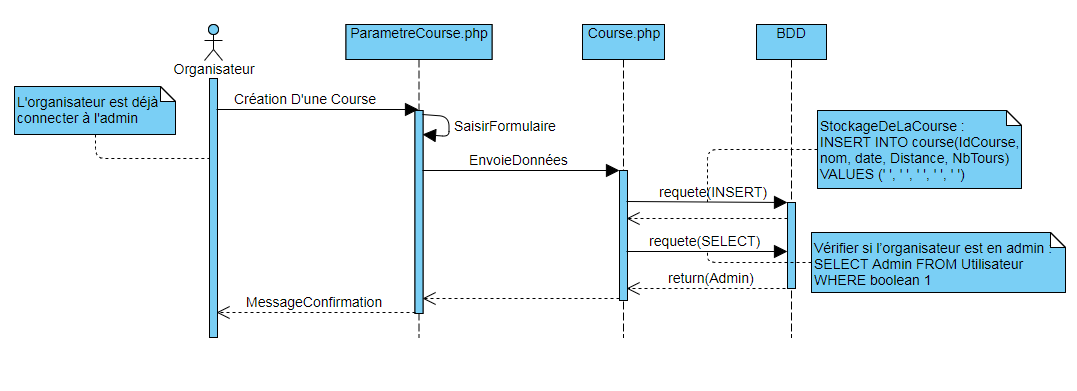 ParametreCourse.php
Course.php
BDD
Organisateur
L'organisateur est déjà
connecter à l'admin
Création D'une Course
SaisirFormulaire
EnvoieDonnées
StockageDeLaCourse :
INSERT INTO course(IdCourse,
nom, date, Distance, NbTours)
VALUES (' ', ' ', ' ', ' ', ' ')
requete(INSERT)
requete(SELECT)
Vérifier si l'organisateur est en admin :
SELECT Admin FROM Utilisateur
WHERE boolean 1
return(Admin)
MessageConfirmation